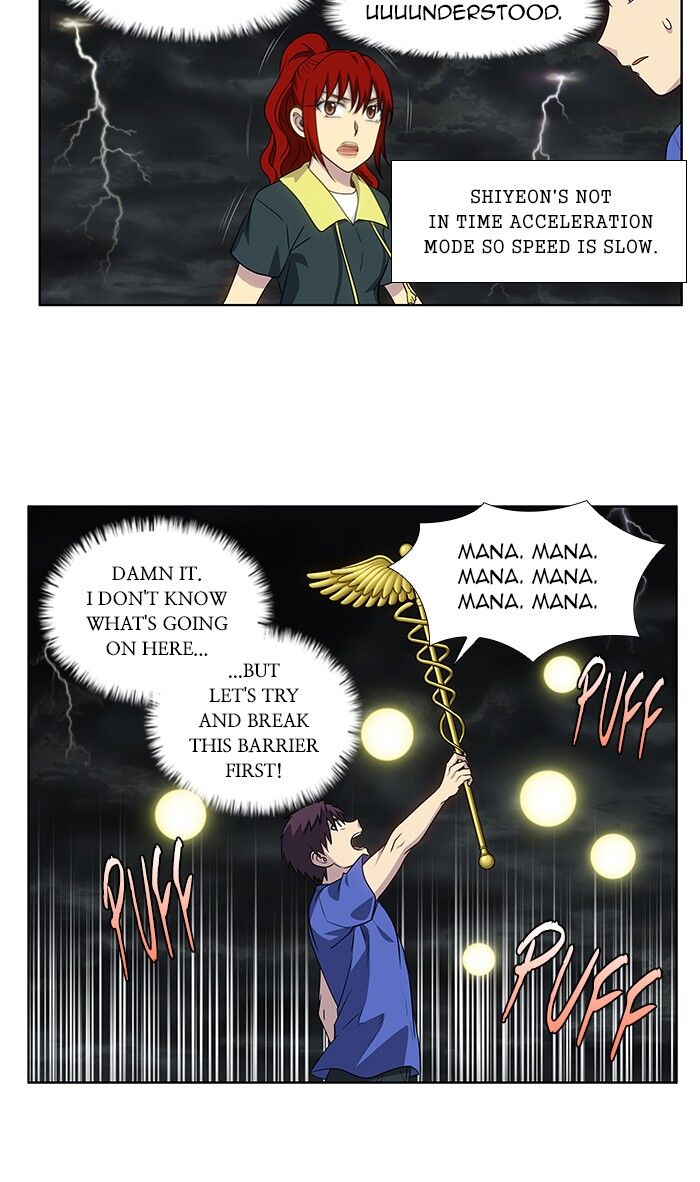 UUUUNDERSTOOD.
SHIYEON'S NOT
IN TIME ACCELERATION
MODE SO SPEED IS SLOW.
DAMN IT.
I DON'T KNOW
WHAT'S GOING
ON HERE...
...BUT
LET'S TRY
AND BREAK
THIS BARRIER
FIRST!
MANA. MANA.
MANA. MANA.
MANA. MANA.
PUFF
PUFF
PUFF